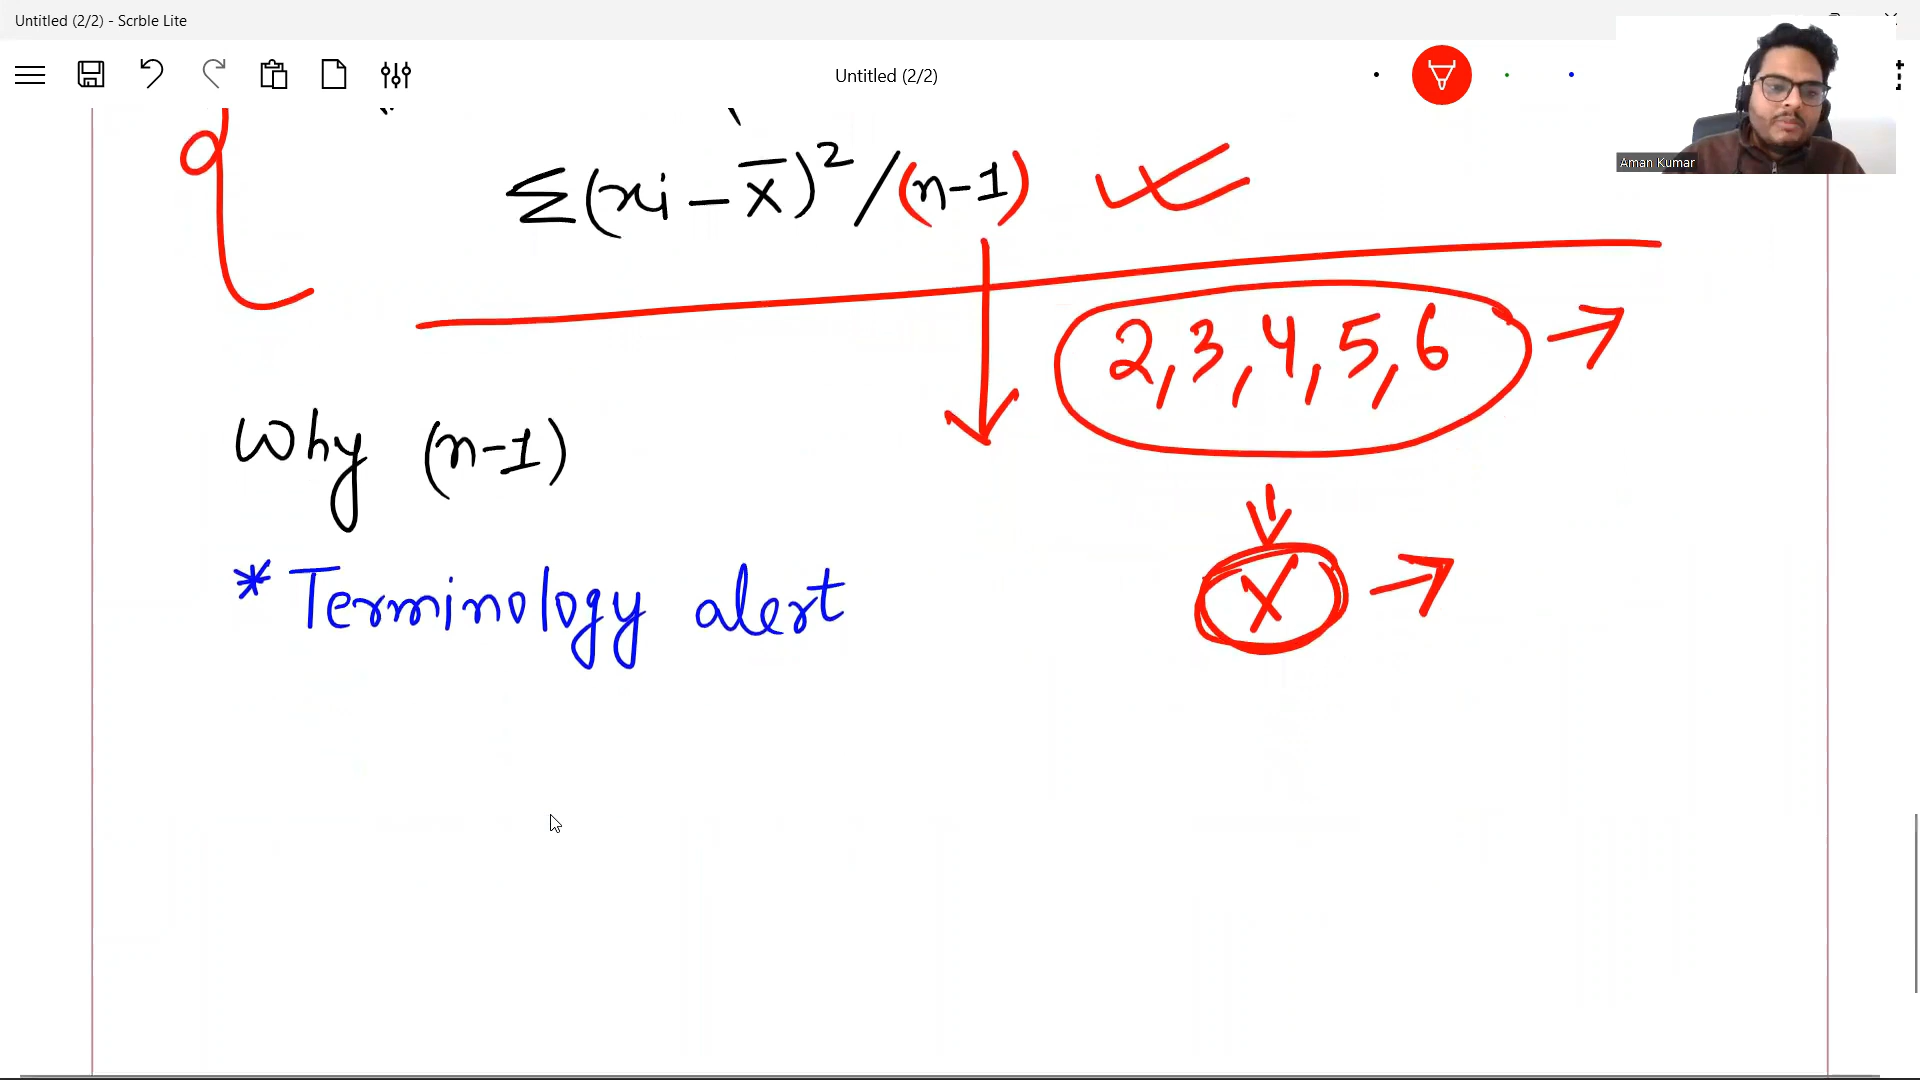 Untitled (2/2) - Scrble Lite
Untitled (2/2)
Aman Kumar
Σ(xi – x̄)² / (n-1)
2, 3, 4, 5, 6
Why (n-1)
X
* Terminology alert